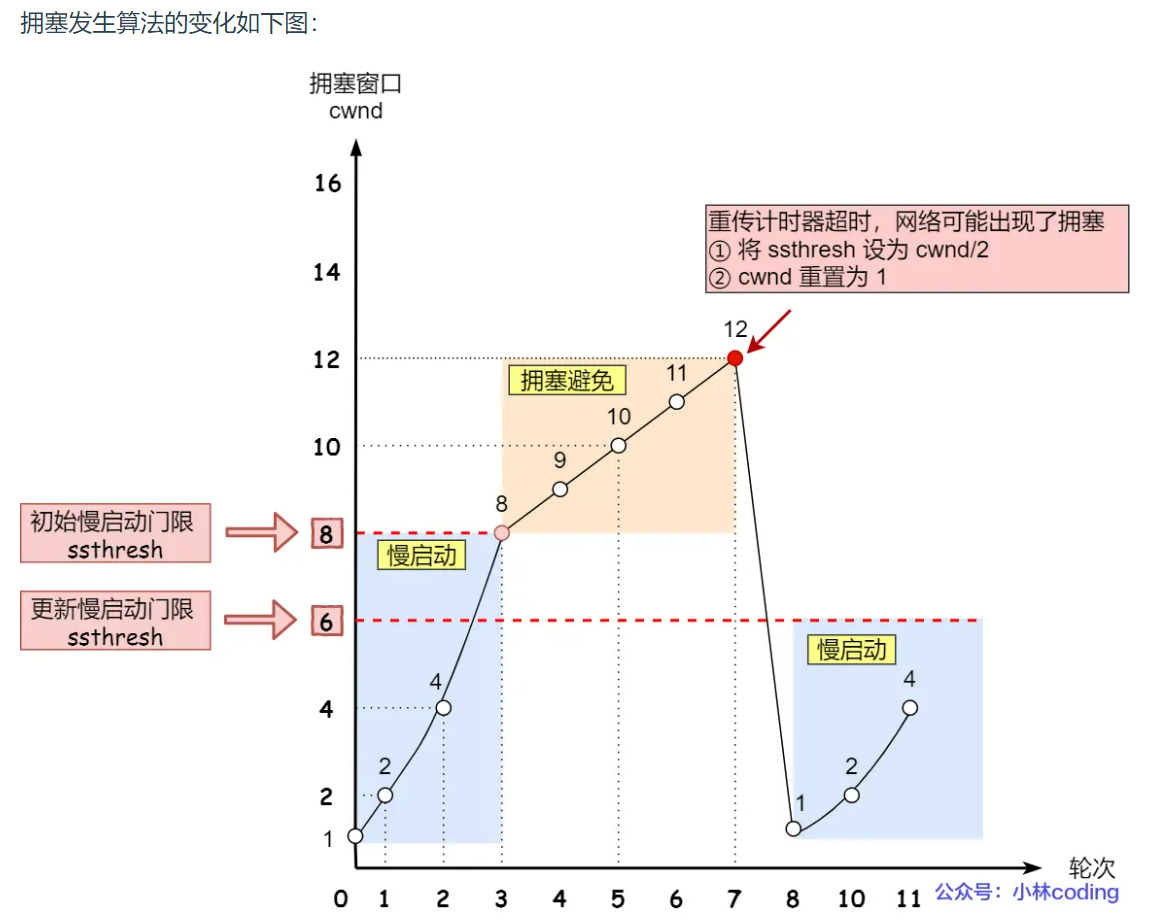 拥塞发生算法的变化如下图：
拥塞窗口
cwnd
16
14
12
10
8
6
4
2
1
重传计时器超时，网络可能出现了拥塞
① 将 ssthresh 设为 cwnd/2
② cwnd 重置为 1
12
拥塞避免
11
10
9
8
初始慢启动门限
ssthresh
慢启动
更新慢启动门限
ssthresh
慢启动
4
4
2
2
1
轮次
0 1 2 3 4 5 6 7 8 10 11
公众号：小林coding